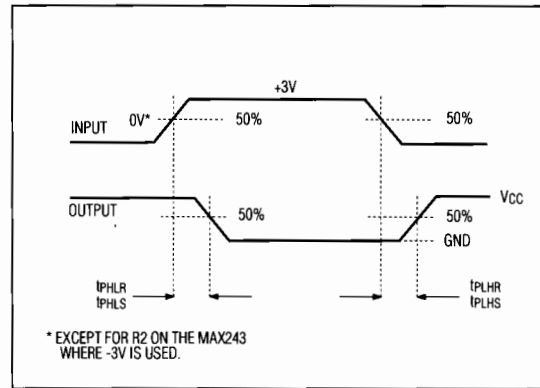 +3V
0V*
50%
50%
INPUT
VCC
OUTPUT
50%
50%
GND
tPHLR
tPHLS
tPLHR
tPLHS
* EXCEPT FOR R2 ON THE MAX243
WHERE -3V IS USED.